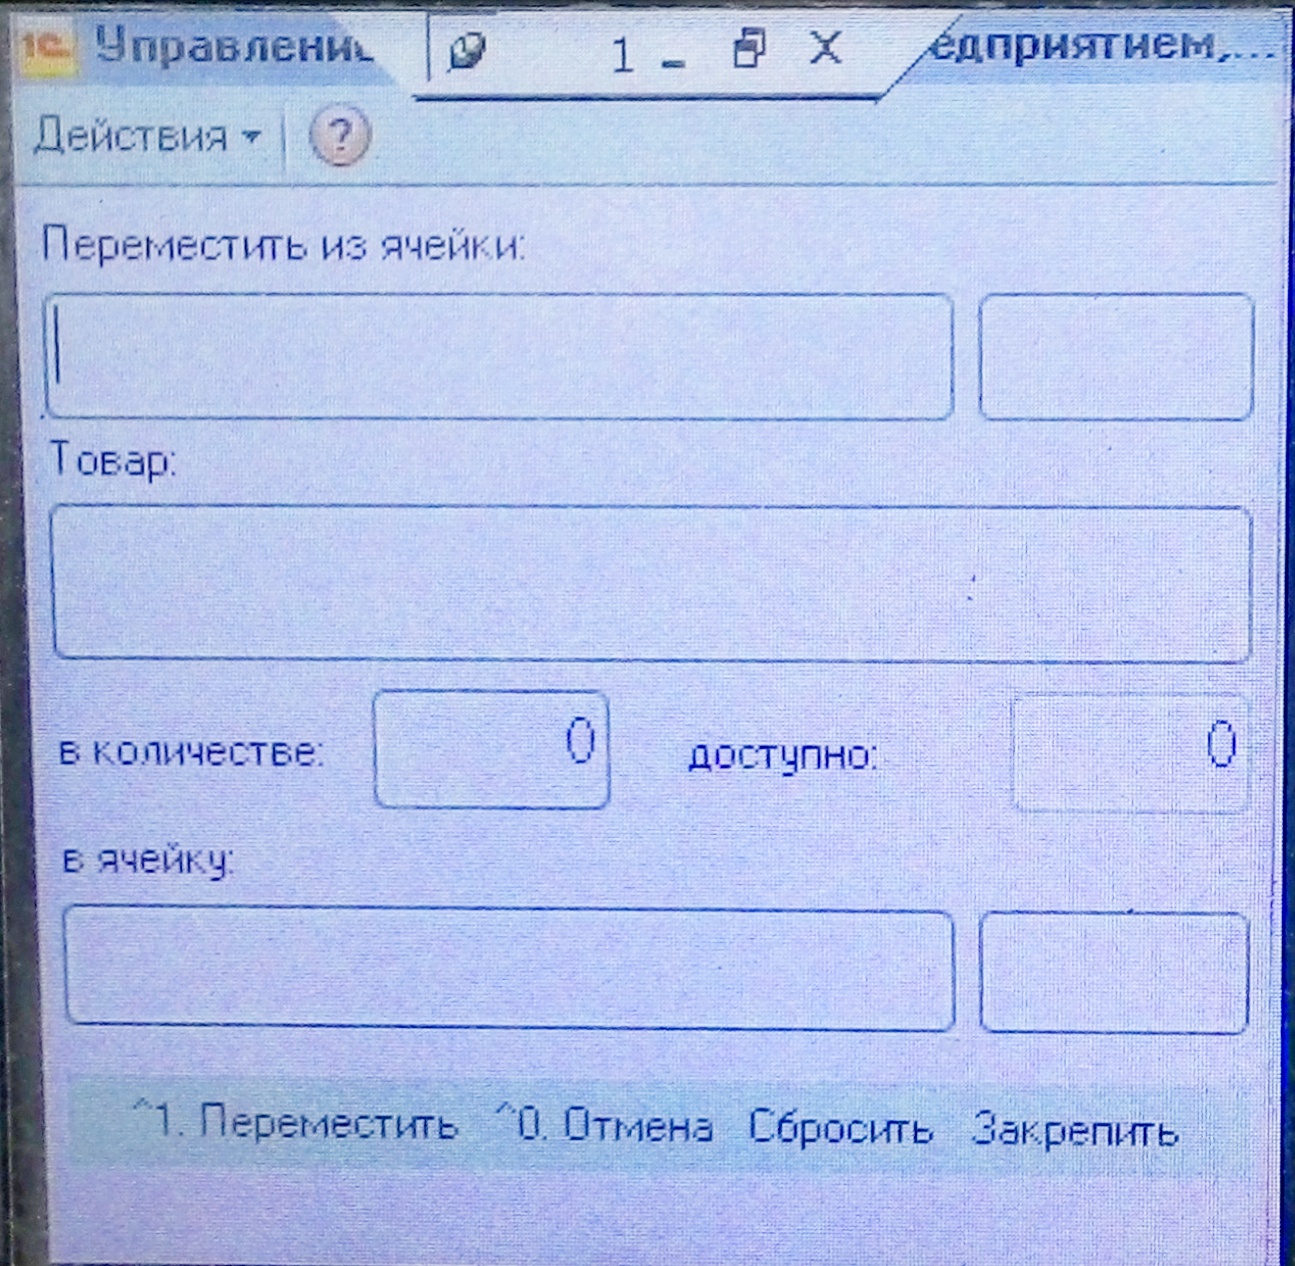 1С Управлени 1 едприятием,...
Действия ?
Переместить из ячейки:
Товар:
в количестве: 0 доступно: 0
в ячейку:
^1. Переместить ^0. Отмена Сбросить Закрепить